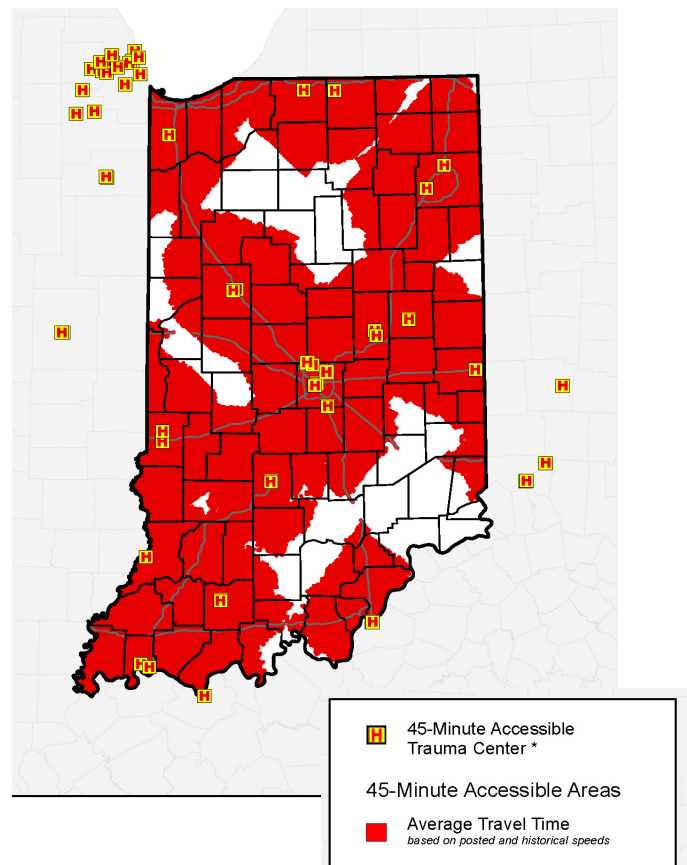 H
45-Minute Accessible
Trauma Center *
45-Minute Accessible Areas
Average Travel Time
based on posted and historical speeds